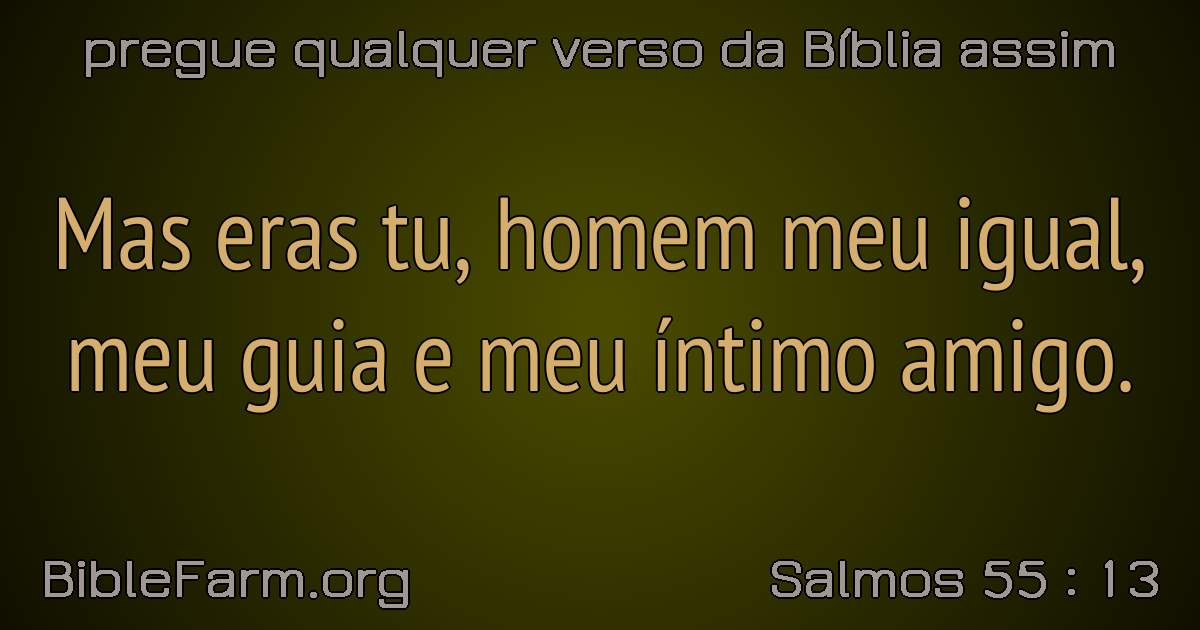 pregue qualquer verso da Bíblia assim
Mas eras tu, homem meu igual,
meu guia e meu íntimo amigo.
BibleFarm.org
Salmos 55 : 13